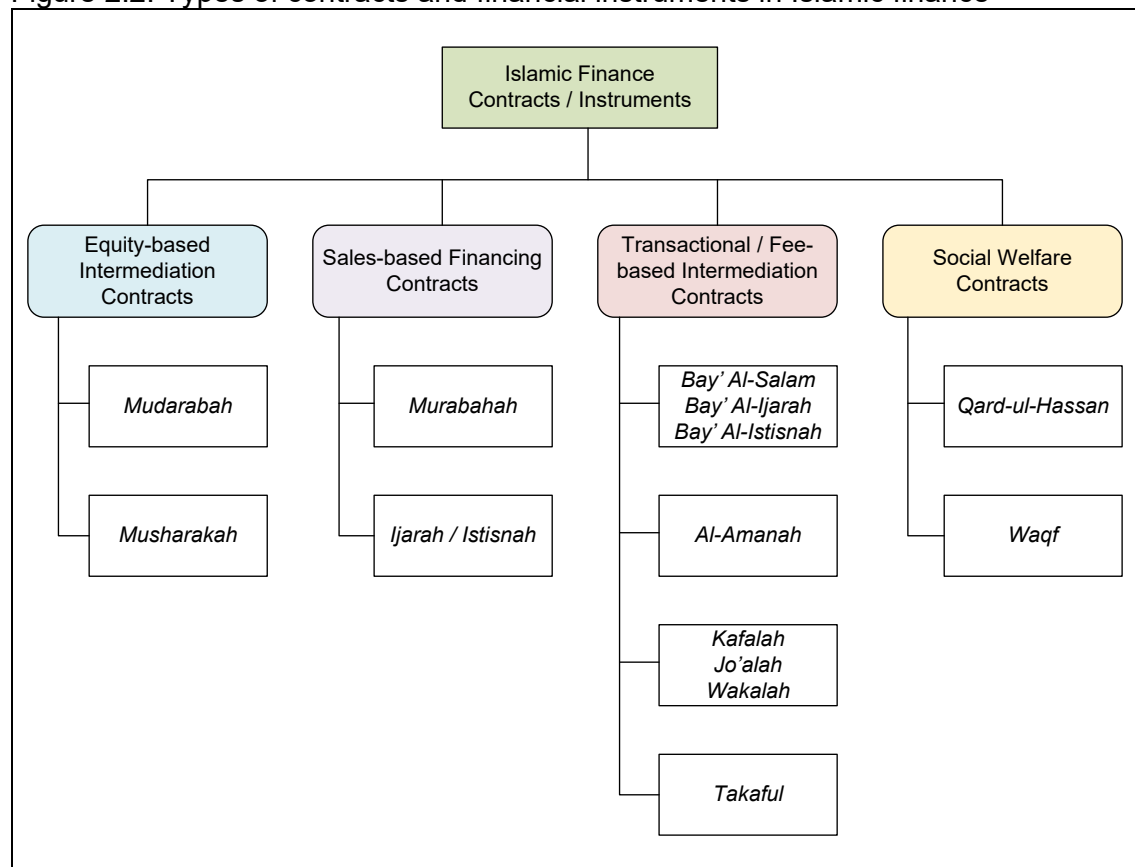 Figure 2.2: Types of contracts and financial instruments in Islamic finance
Islamic Finance
Contracts / Instruments
Equity-based
Intermediation
Contracts
Sales-based Financing
Contracts
Transactional / Fee-
based Intermediation
Contracts
Social Welfare
Contracts
Mudarabah
Musharakah
Murabahah
Ijarah / Istisnah
Bay’ Al-Salam
Bay’ Al-Ijarah
Bay’ Al-Istisnah
Al-Amanah
Kafalah
Jo’alah
Wakalah
Takaful
Qard-ul-Hassan
Waqf